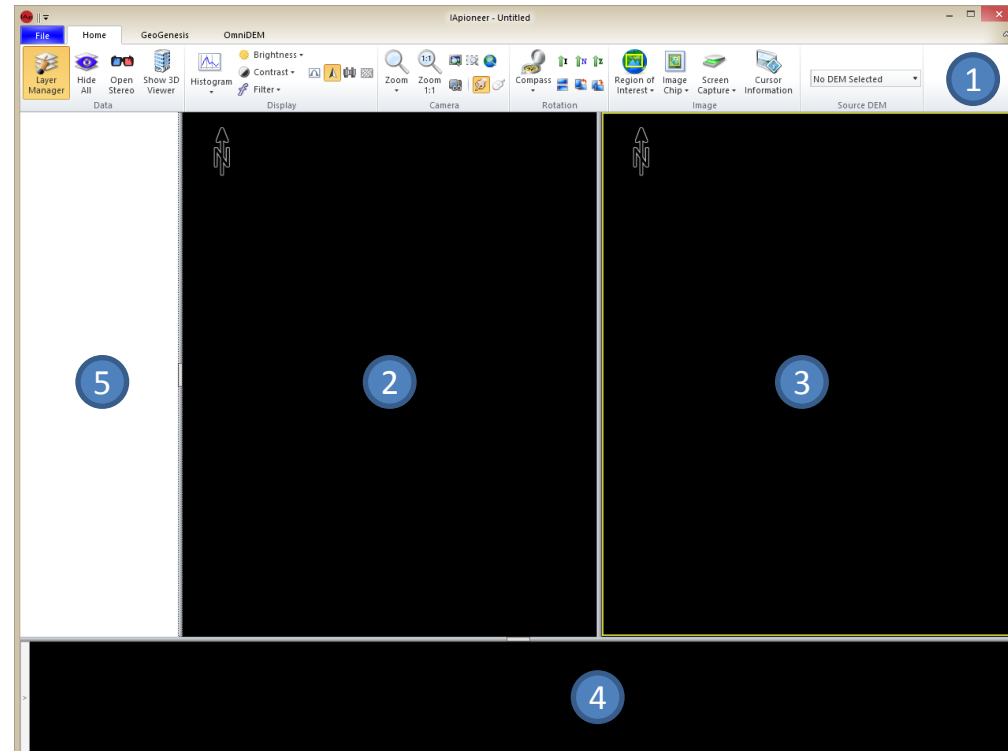 IApioneer - Untitled
File Home GeoGenesis OmniDEM
Layer Manager
Hide All
Open Stereo
Show 3D Viewer
Data
Histogram
Brightness
Contrast
Filter
Display
Zoom
1:1
Zoom 1:1
Camera
Compass
Rotation
Region of Interest
Image Chip
Screen Capture
Cursor Information
Image
No DEM Selected
Source DEM
1
N
N
5
2
3
4